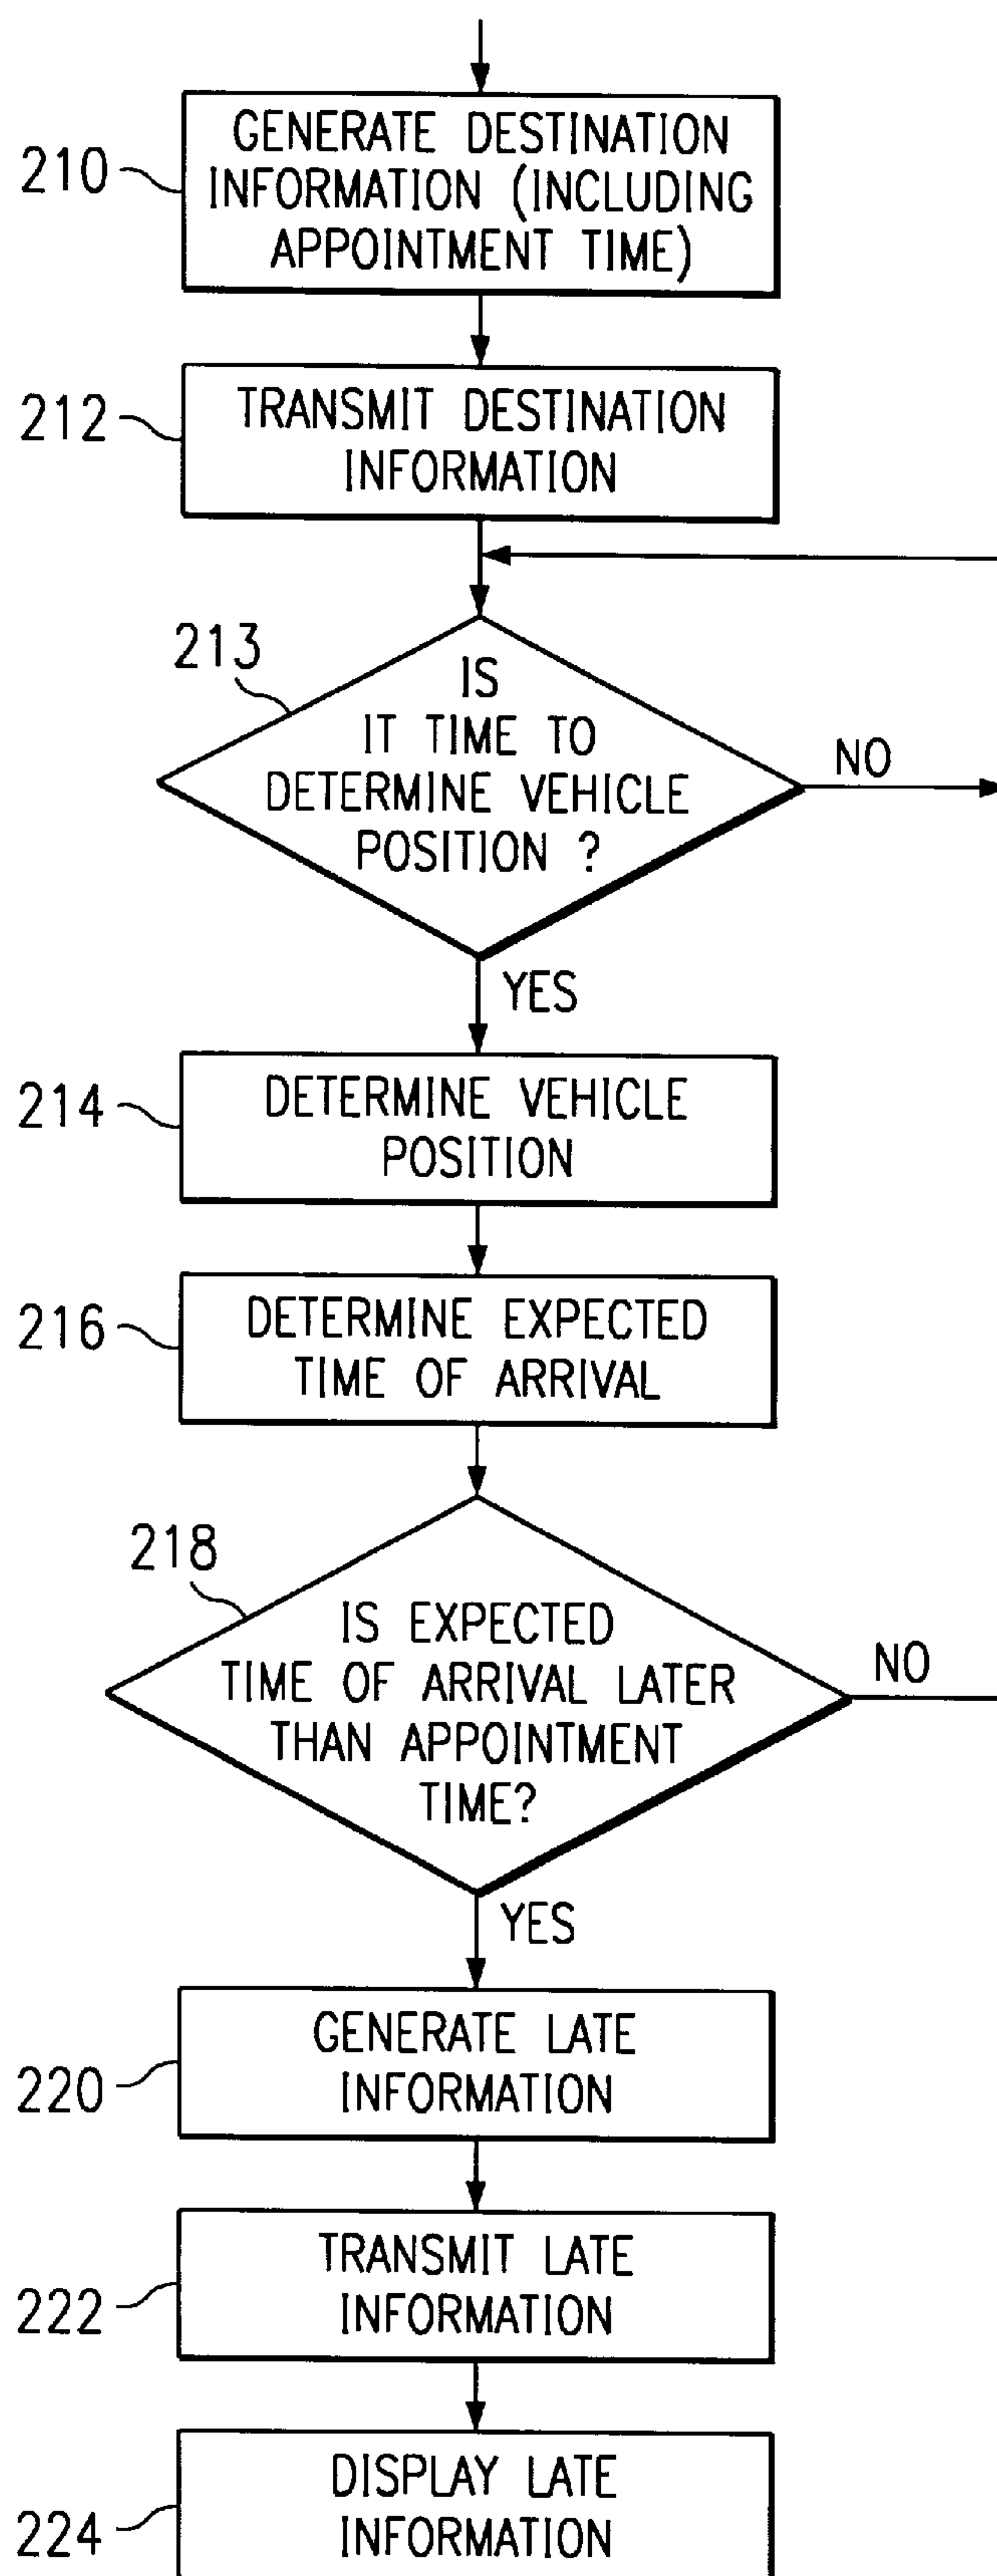 GENERATE DESTINATION
INFORMATION (INCLUDING
APPOINTMENT TIME)
210
TRANSMIT DESTINATION
INFORMATION
212
213
IS
IT TIME TO
DETERMINE VEHICLE
POSITION ?
NO
YES
214
DETERMINE VEHICLE
POSITION
216
DETERMINE EXPECTED
TIME OF ARRIVAL
218
IS EXPECTED
TIME OF ARRIVAL LATER
THAN APPOINTMENT
TIME?
NO
YES
GENERATE LATE
INFORMATION
220
TRANSMIT LATE
INFORMATION
222
DISPLAY LATE
INFORMATION
224